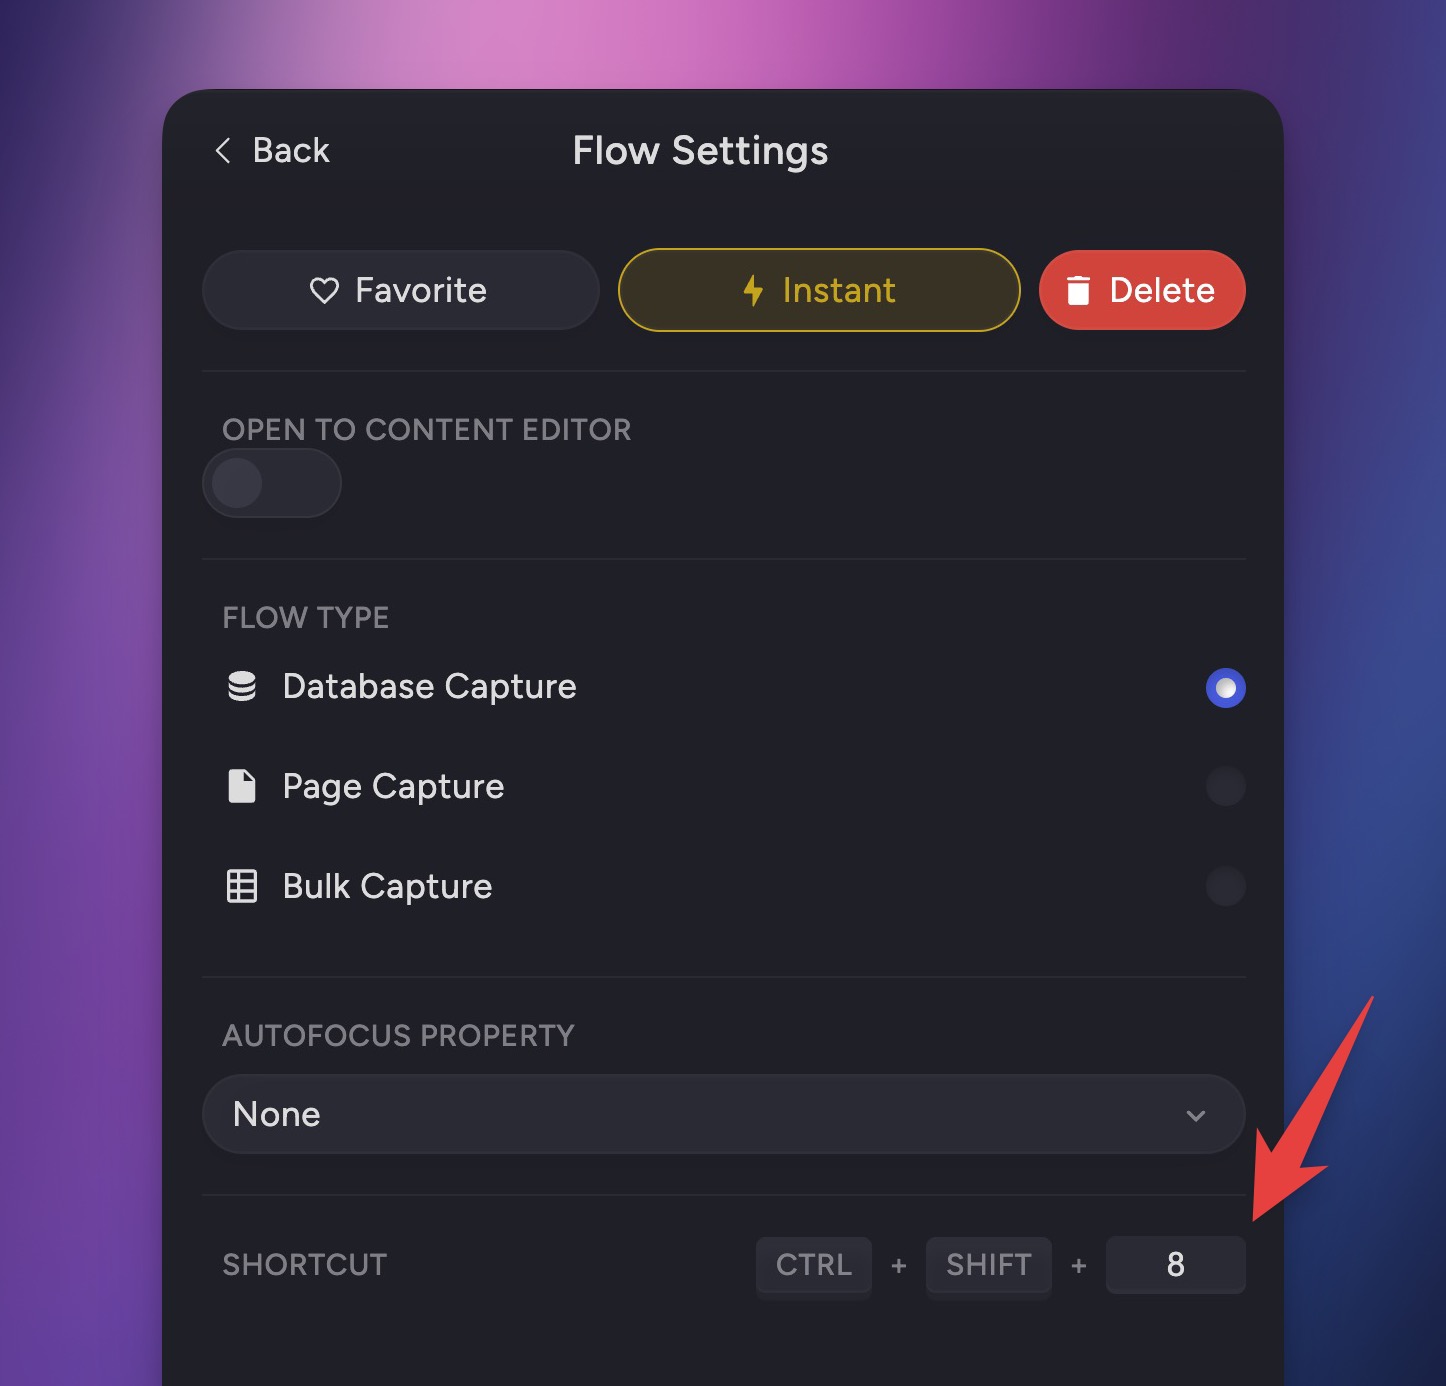 Back
Flow Settings
Favorite
Instant
Delete
OPEN TO CONTENT EDITOR
FLOW TYPE
Database Capture
Page Capture
Bulk Capture
AUTOFOCUS PROPERTY
None
SHORTCUT CTRL + SHIFT + 8